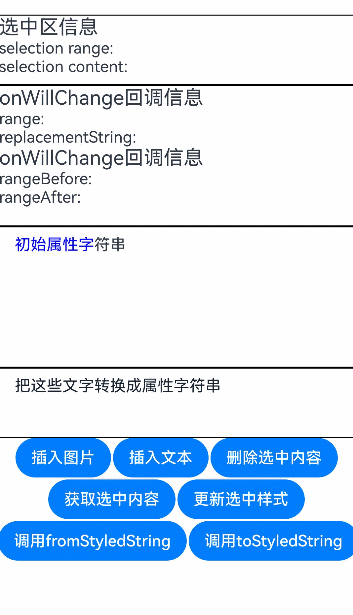 选中区信息
selection range:
selection content:
onWillChange回调信息
range:
replacementString:
onWillChange回调信息
rangeBefore:
rangeAfter:
初始属性字符串
把这些文字转换成属性字符串
插入图片 插入文本 删除选中内容
获取选中内容 更新选中样式
调用fromStyledString 调用toStyledString